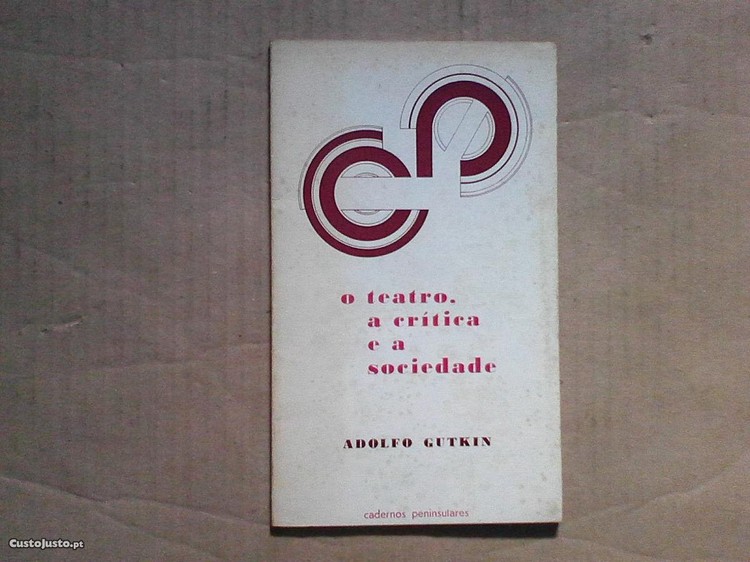 o teatro.
a crítica
e a
sociedade
ADOLFO GUTKIN
cadernos peninsulares
CustoJusto.pt